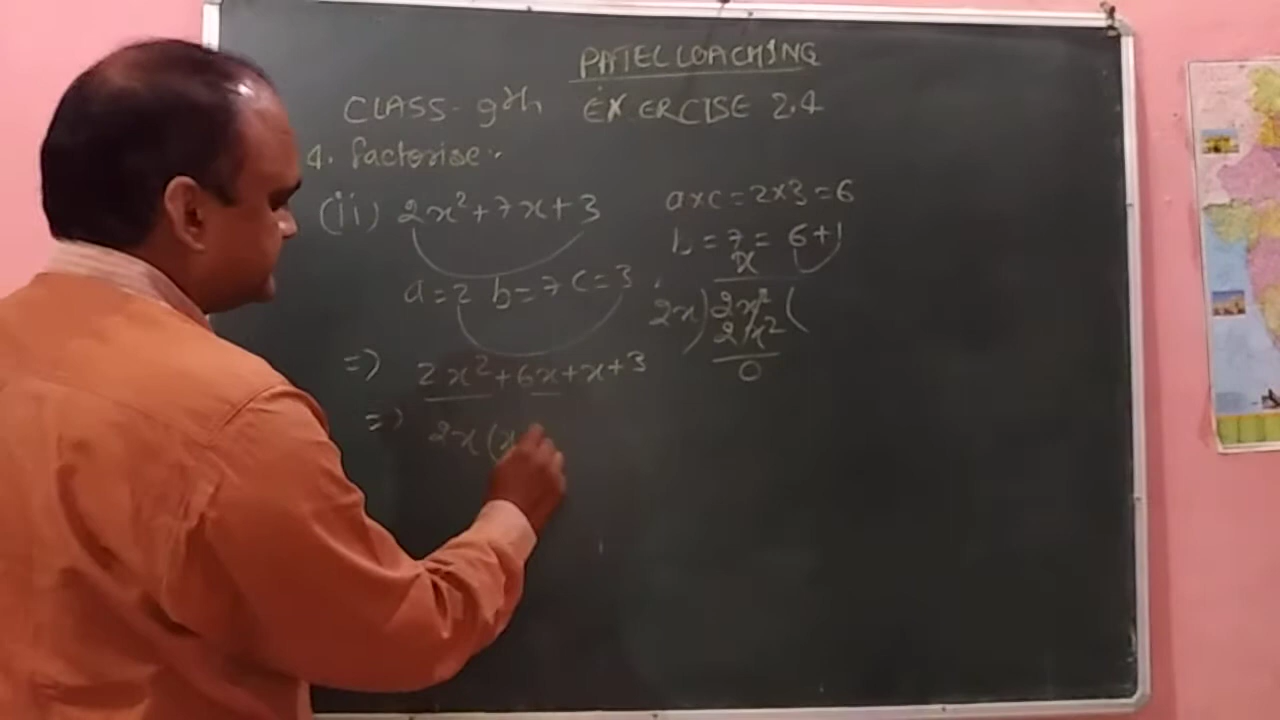 PATEL COACHING
CLASS - 9th EXERCISE 2.4
4. factorise:-
(ii) 2x²+7x+3
a=2 b=7 c=3
=) 2x²+6x+x+3
=) 2x(x
a×c=2×3=6
b=7=6+1
x
2x)2x²(
2x²
0